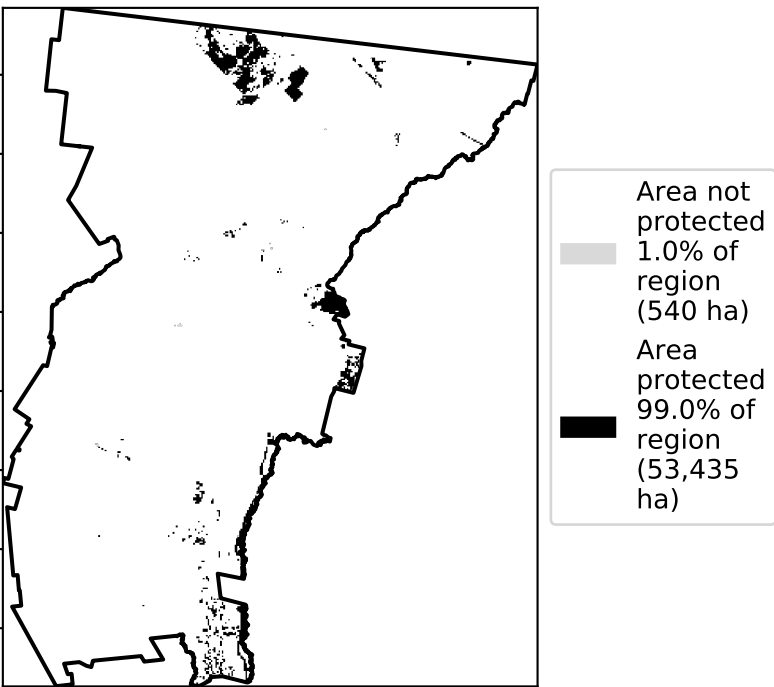 Area not
protected
1.0% of
region
(540 ha)
Area
protected
99.0% of
region
(53,435
ha)